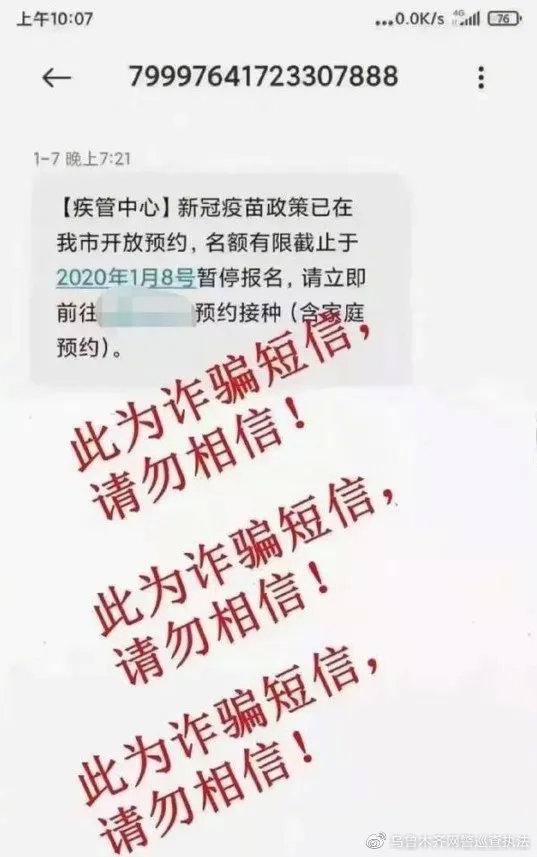 上午10:07
...0.0K/s 4G 76
79997641723307888
1-7 晚上7:21
【疾管中心】新冠疫苗政策已在
我市开放预约，名额有限截止于
2020年1月8号暂停报名，请立即
前往 预约接种（含家庭
预约）。
此为诈骗短信，
请勿相信！
此为诈骗短信，
请勿相信！
此为诈骗短信，
请勿相信！
@乌鲁木齐网警巡查执法